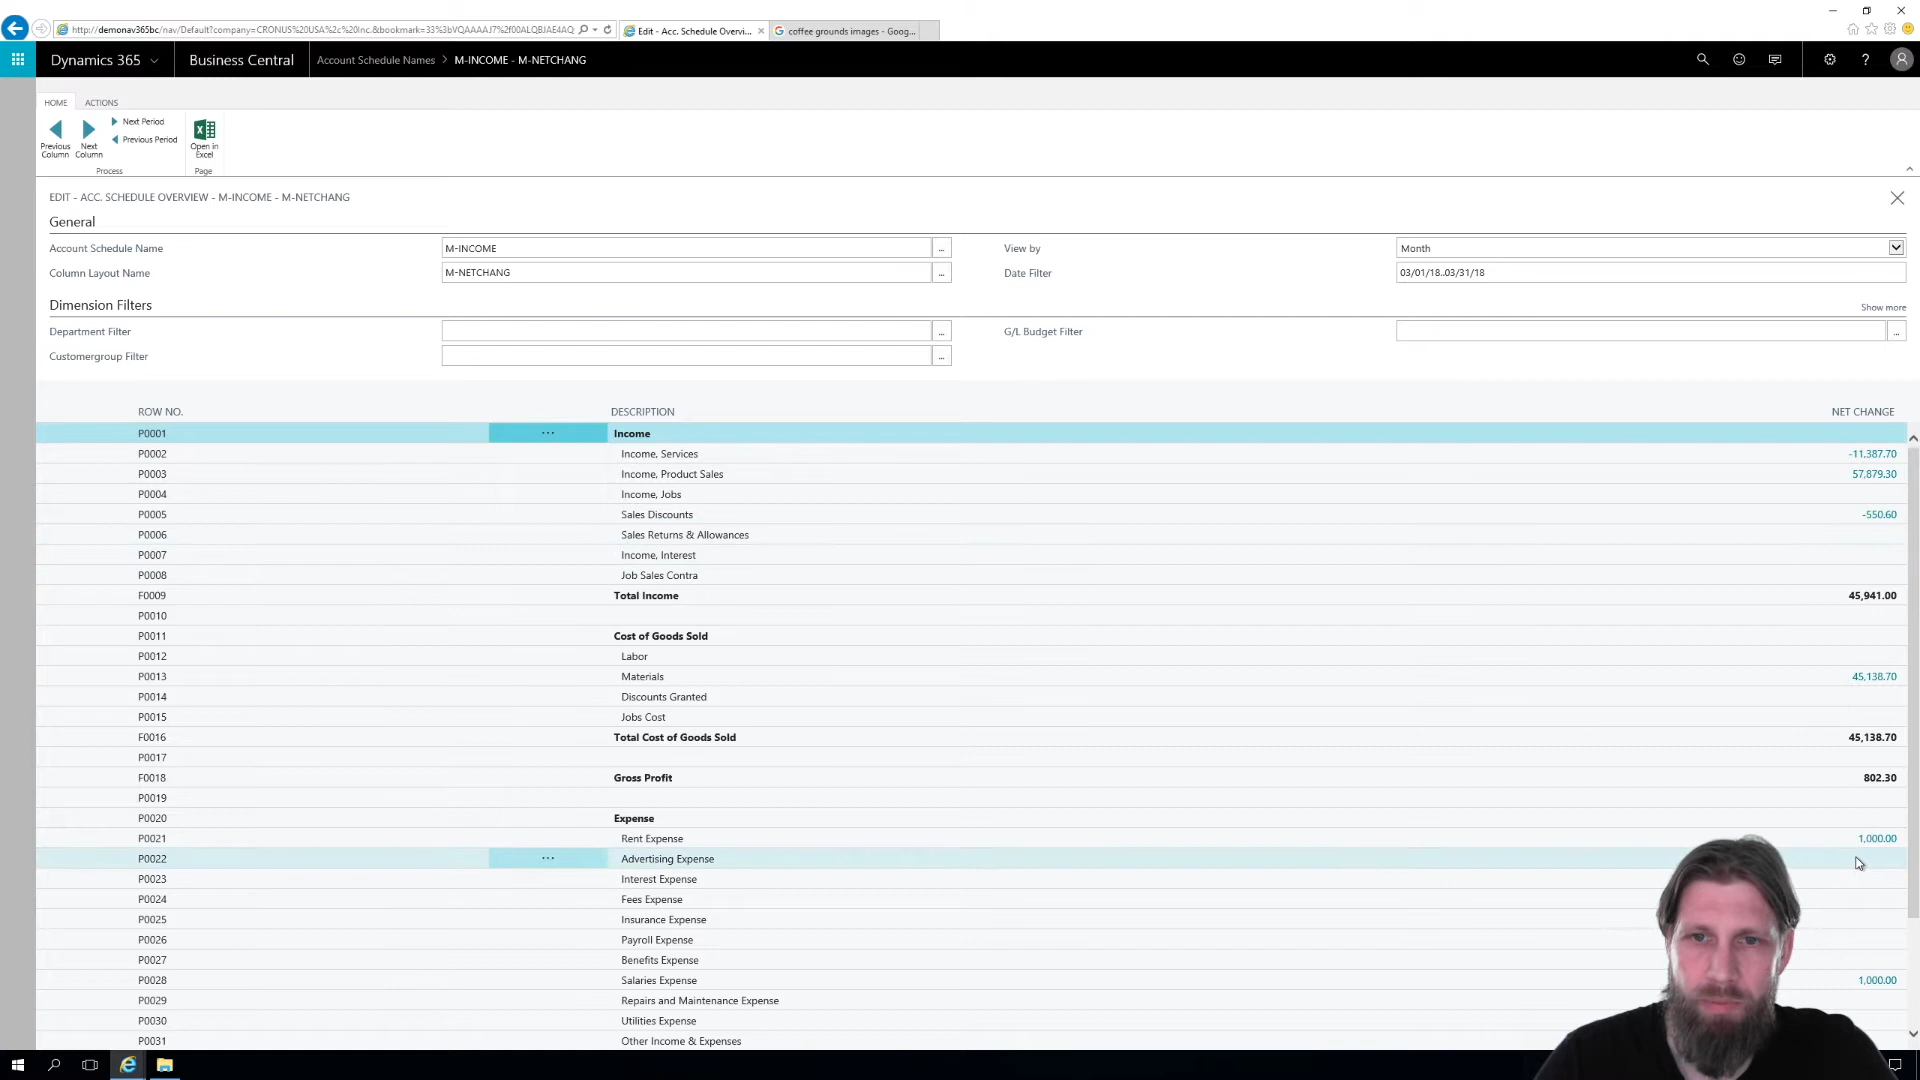 http://demonav365bc/nav/Default?company=CRONUS%20USA%2c%20Inc.&bookmark=33%3bVQAAAAJ7%2f00ALQBJAE4AQ
Edit - Acc. Schedule Overvi...
coffee grounds images - Goog...
Dynamics 365
Business Central
Account Schedule Names > M-INCOME - M-NETCHANG
HOME ACTIONS
Previous Column
Next Column
Next Period
Previous Period
Open in Excel
Process
Page
EDIT - ACC. SCHEDULE OVERVIEW - M-INCOME - M-NETCHANG
General
Account Schedule Name M-INCOME ... View by Month
Column Layout Name M-NETCHANG ... Date Filter 03/01/18..03/31/18
Dimension Filters Show more
Department Filter ... G/L Budget Filter ...
Customergroup Filter ...
ROW NO. DESCRIPTION NET CHANGE
P0001 ... Income
P0002 Income, Services -11,387.70
P0003 Income, Product Sales 57,879.30
P0004 Income, Jobs
P0005 Sales Discounts -550.60
P0006 Sales Returns & Allowances
P0007 Income, Interest
P0008 Job Sales Contra
F0009 Total Income 45,941.00
P0010
P0011 Cost of Goods Sold
P0012 Labor
P0013 Materials 45,138.70
P0014 Discounts Granted
P0015 Jobs Cost
F0016 Total Cost of Goods Sold 45,138.70
P0017
F0018 Gross Profit 802.30
P0019
P0020 Expense
P0021 Rent Expense 1,000.00
P0022 ... Advertising Expense
P0023 Interest Expense
P0024 Fees Expense
P0025 Insurance Expense
P0026 Payroll Expense
P0027 Benefits Expense
P0028 Salaries Expense 1,000.00
P0029 Repairs and Maintenance Expense
P0030 Utilities Expense
P0031 Other Income & Expenses